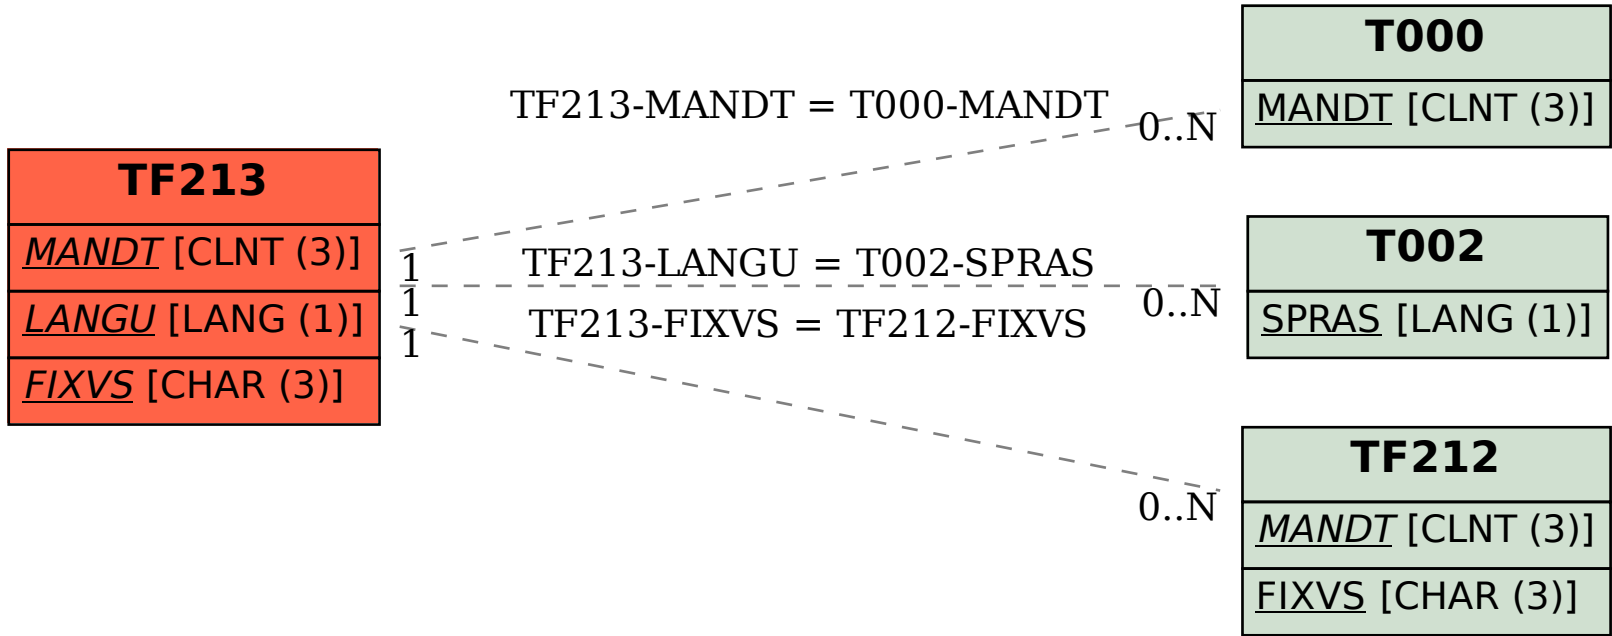 TF213
MANDT [CLNT (3)]
LANGU [LANG (1)]
FIXVS [CHAR (3)]
TF213-MANDT = T000-MANDT
0..N
1
TF213-LANGU = T002-SPRAS
0..N
1
TF213-FIXVS = TF212-FIXVS
0..N
1
T000
MANDT [CLNT (3)]
T002
SPRAS [LANG (1)]
TF212
MANDT [CLNT (3)]
FIXVS [CHAR (3)]